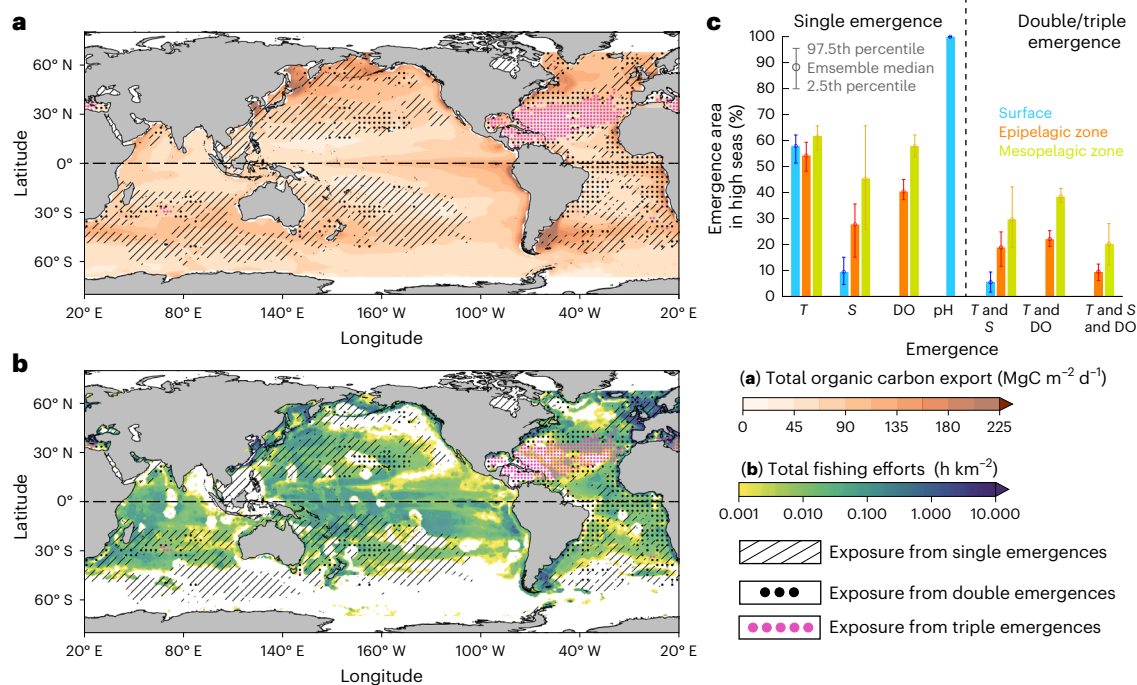 a
60° N
30° N
0°
30° S
60° S
Latitude
20° E
80° E
140° E
160° W
100° W
40° W
20° E
Longitude
b
60° N
30° N
0°
30° S
60° S
Latitude
20° E
80° E
140° E
160° W
100° W
40° W
20° E
Longitude
c
Single emergence
Double/triple
emergence
100
90
80
70
60
50
40
30
20
10
0
Emergence area
in high seas (%)
97.5th percentile
Emsemble median
2.5th percentile
Surface
Epipelagic zone
Mesopelagic zone
T
S
DO
pH
T and
S
T and
DO
T and S
and DO
Emergence
(a) Total organic carbon export (MgC m⁻² d⁻¹)
0 45 90 135 180 225
(b) Total fishing efforts (h km⁻²)
0.001 0.010 0.100 1.000 10.000
Exposure from single emergences
Exposure from double emergences
Exposure from triple emergences